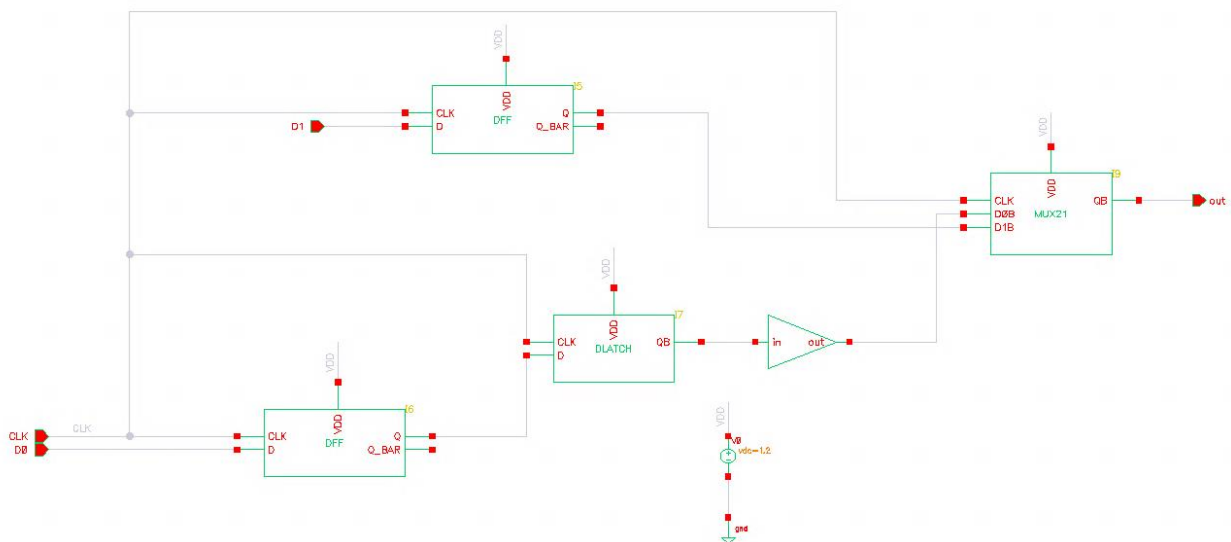 VDD
I5
VDD
CLK
Q
D1
D
DFF
Q_BAR
VDD
I9
VDD
CLK
QB
out
D0B
MUX21
D1B
VDD
I7
VDD
CLK
QB
in
out
D
DLATCH
VDD
I6
VDD
CLK
CLK
CLK
Q
D0
D
DFF
Q_BAR
VDD
V0
vdc=1.2
gnd